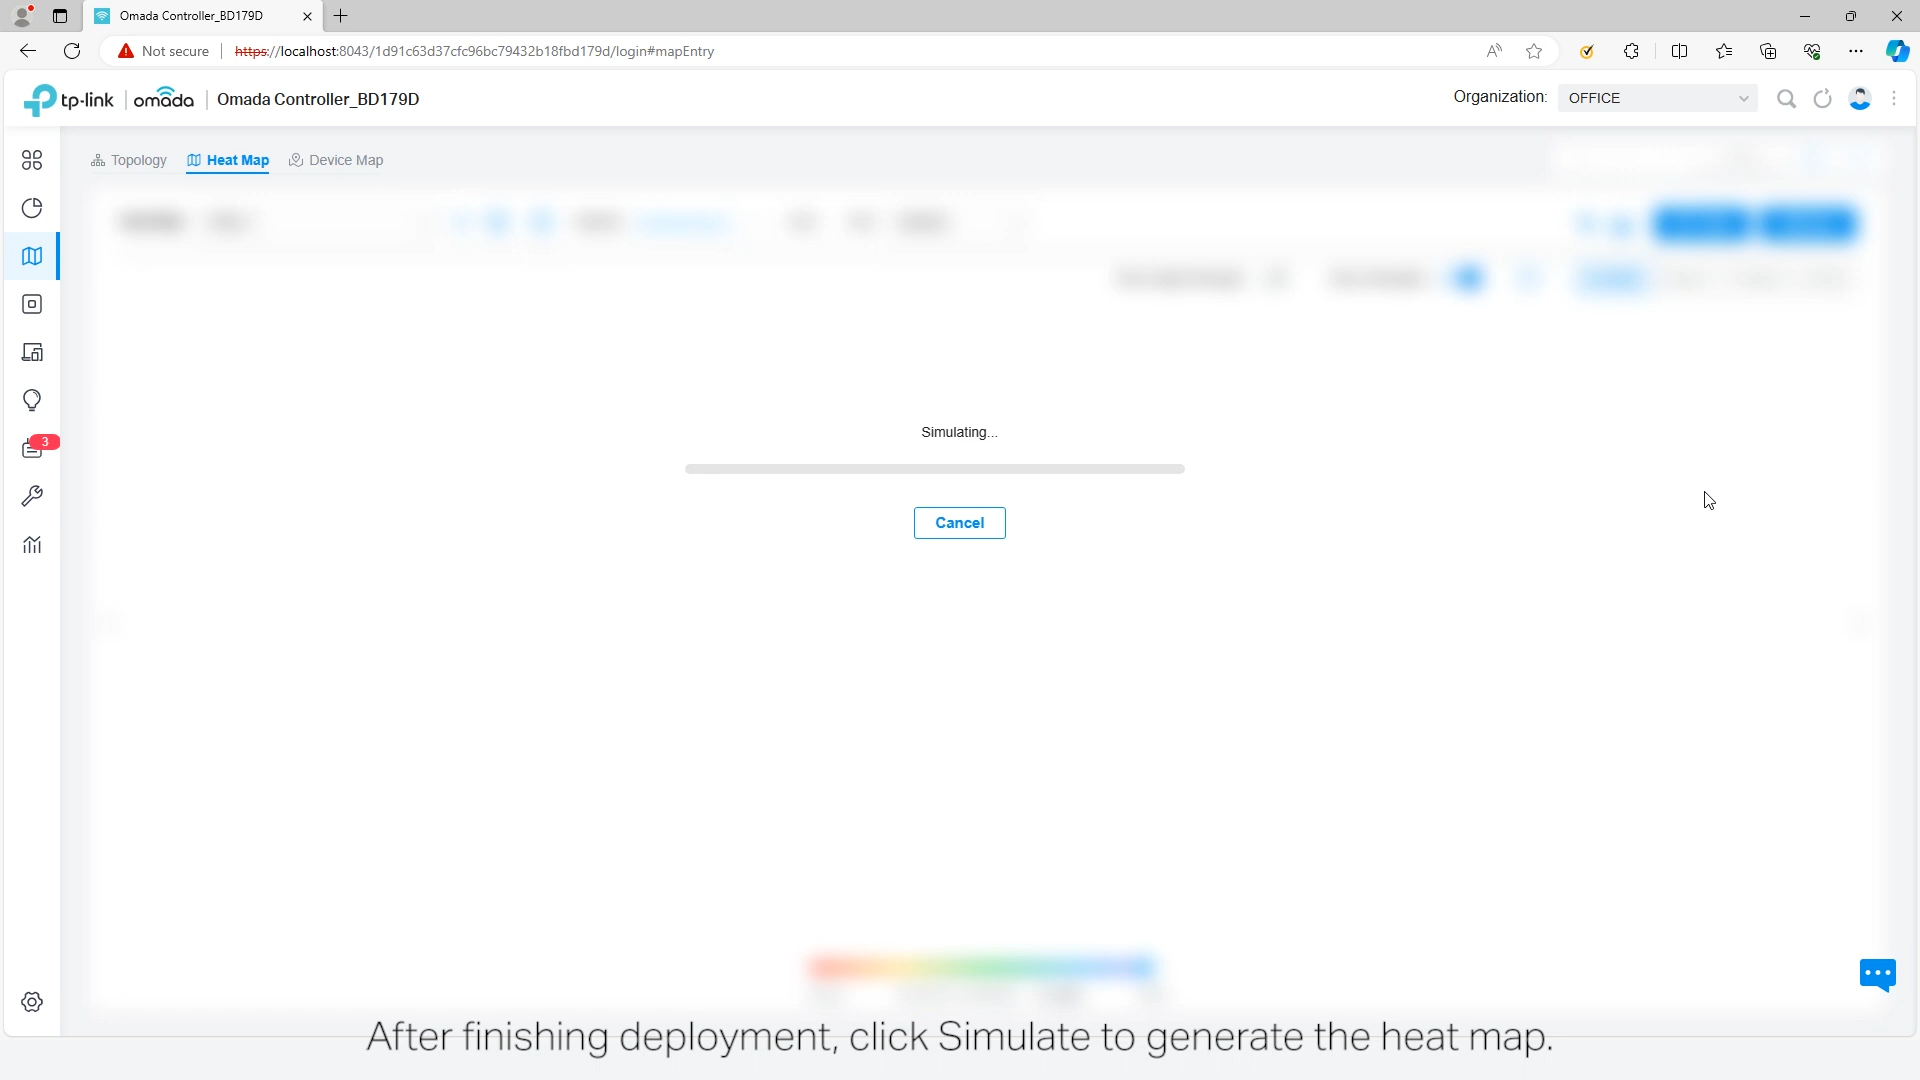 Omada Controller_BD179D
Not secure
https://localhost:8043/1d91c63d37cfc96bc79432b18fbd179d/login#mapEntry
tp-link omada Omada Controller_BD179D
Organization: OFFICE
Topology Heat Map Device Map
Simulating...
3
Cancel
After finishing deployment, click Simulate to generate the heat map.